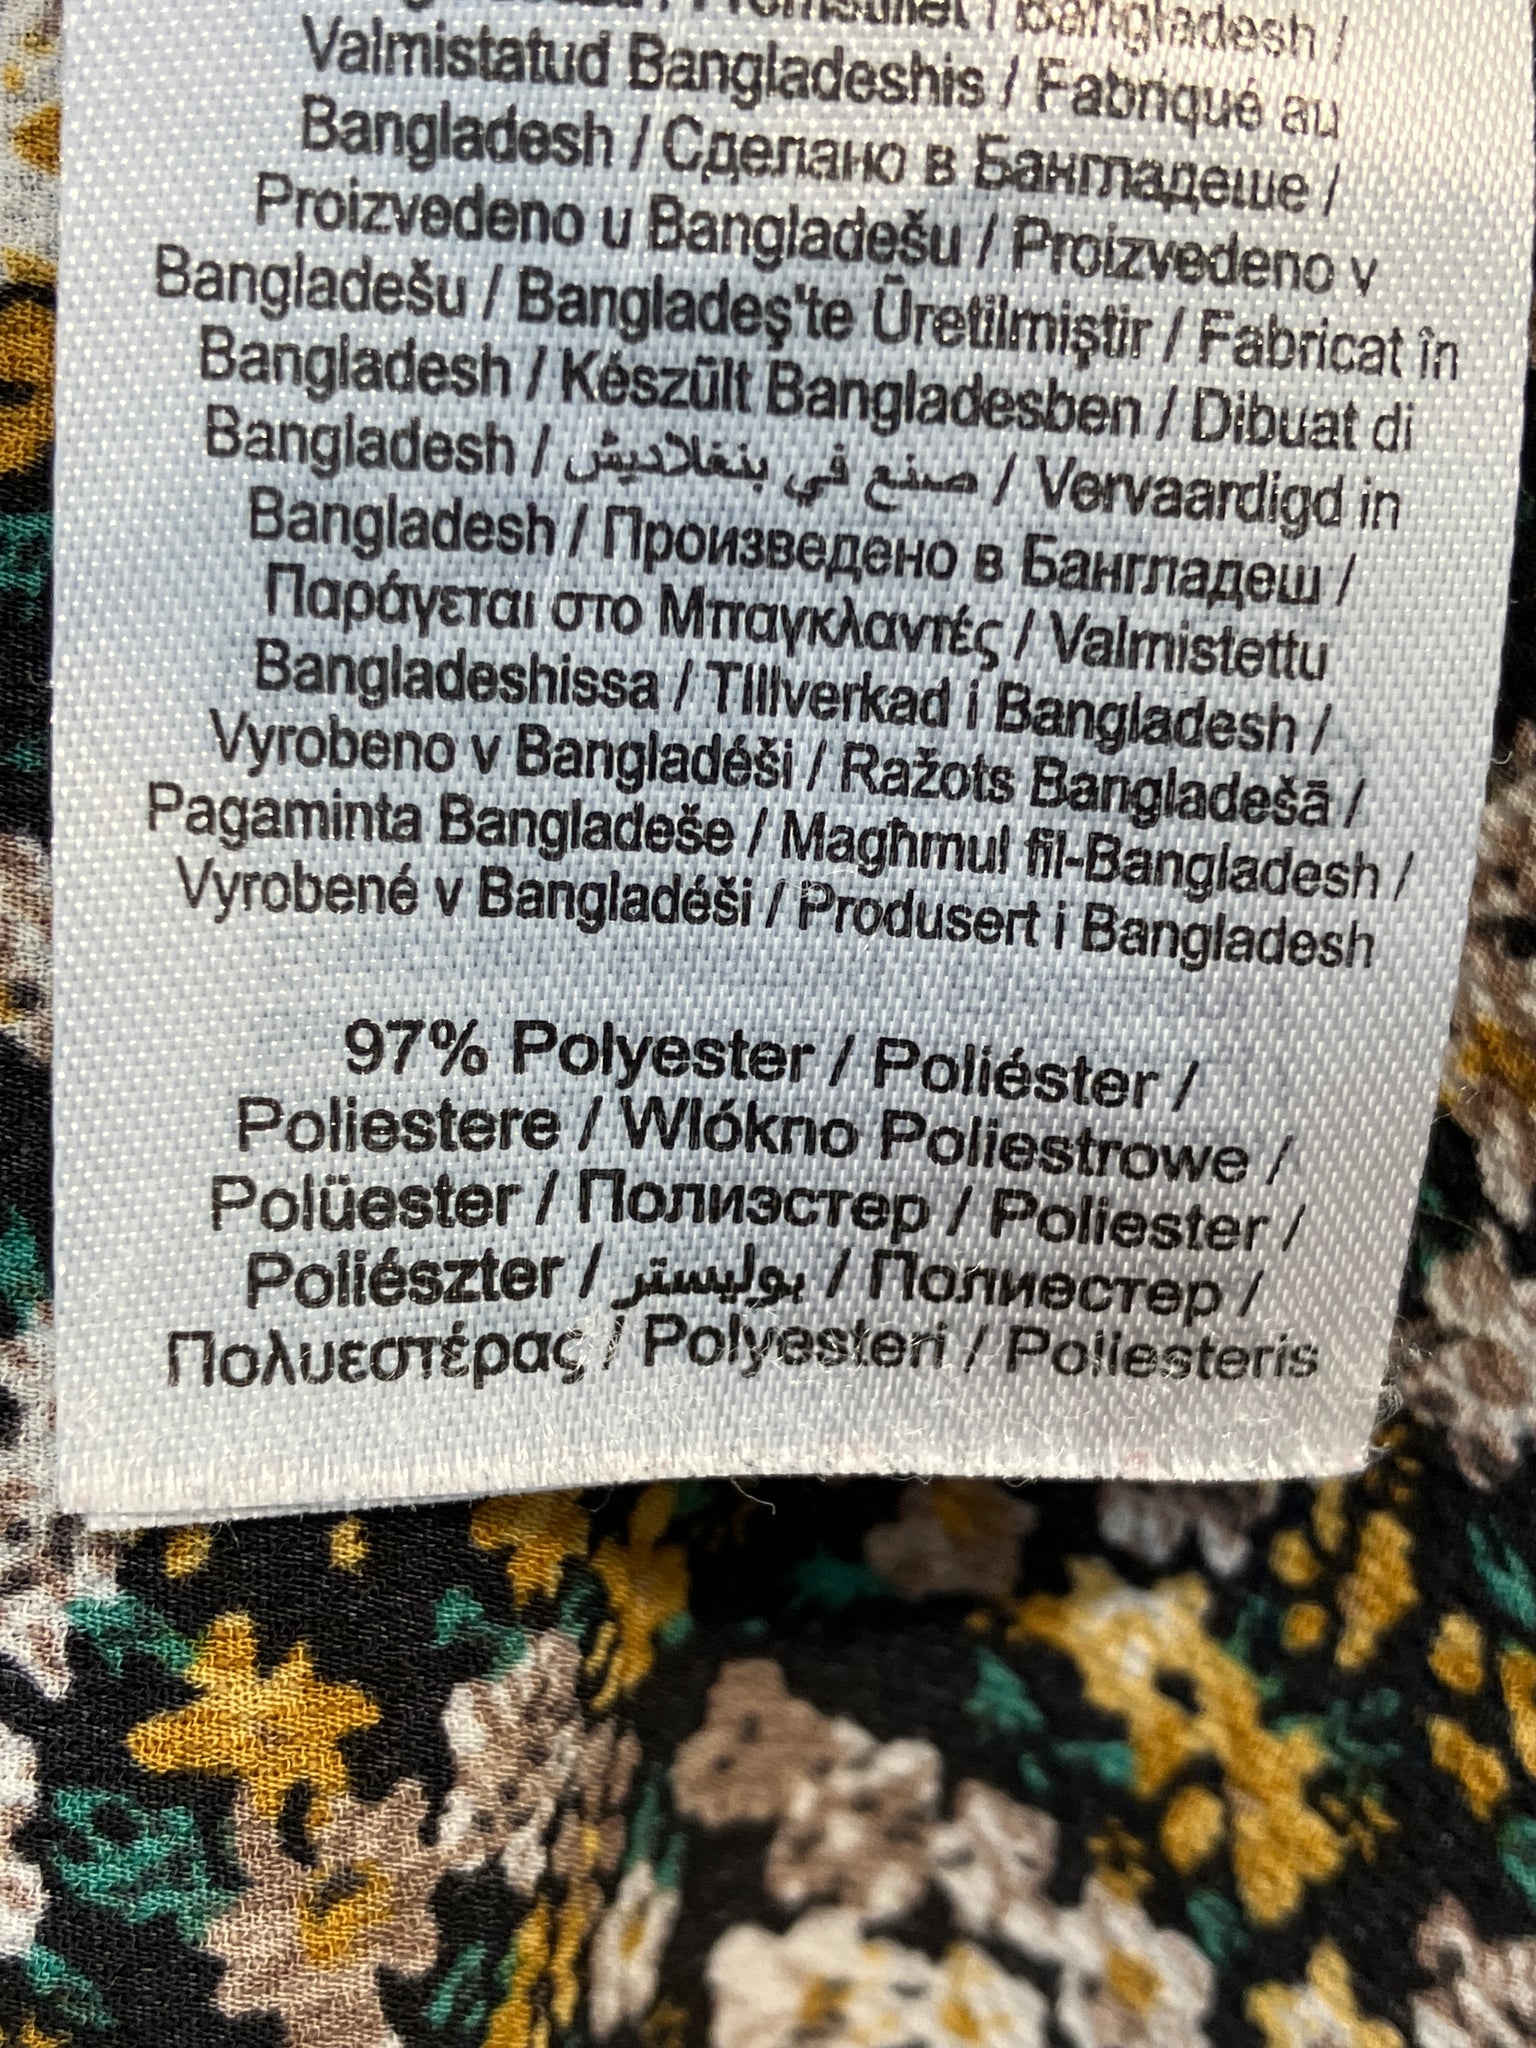 Fremstillet i Bangladesh /
Valmistatud Bangladeshis / Fabriqué au
Bangladesh / Сделано в Бангладеше /
Proizvedeno u Bangladešu / Proizvedeno v
Bangladešu / Bangladeş'te Üretilmiştir / Fabricat în
Bangladesh / Készült Bangladesben / Dibuat di
Bangladesh / صنع في بنغلاديش / Vervaardigd in
Bangladesh / Произведено в Бангладеш /
Παράγεται στο Μπαγκλαντές / Valmistettu
Bangladeshissa / Tillverkad i Bangladesh /
Vyrobeno v Bangladéši / Ražots Bangladešā /
Pagaminta Bangladeše / Magħmul fil-Bangladesh /
Vyrobené v Bangladéši / Produsert i Bangladesh
97% Polyester / Poliéster /
Poliestere / Wlókno Poliestrowe /
Polüester / Полиэстер / Poliester /
Poliészter / بوليستر / Полиестер /
Πολυεστέρας / Polyesteri / Poliesteris